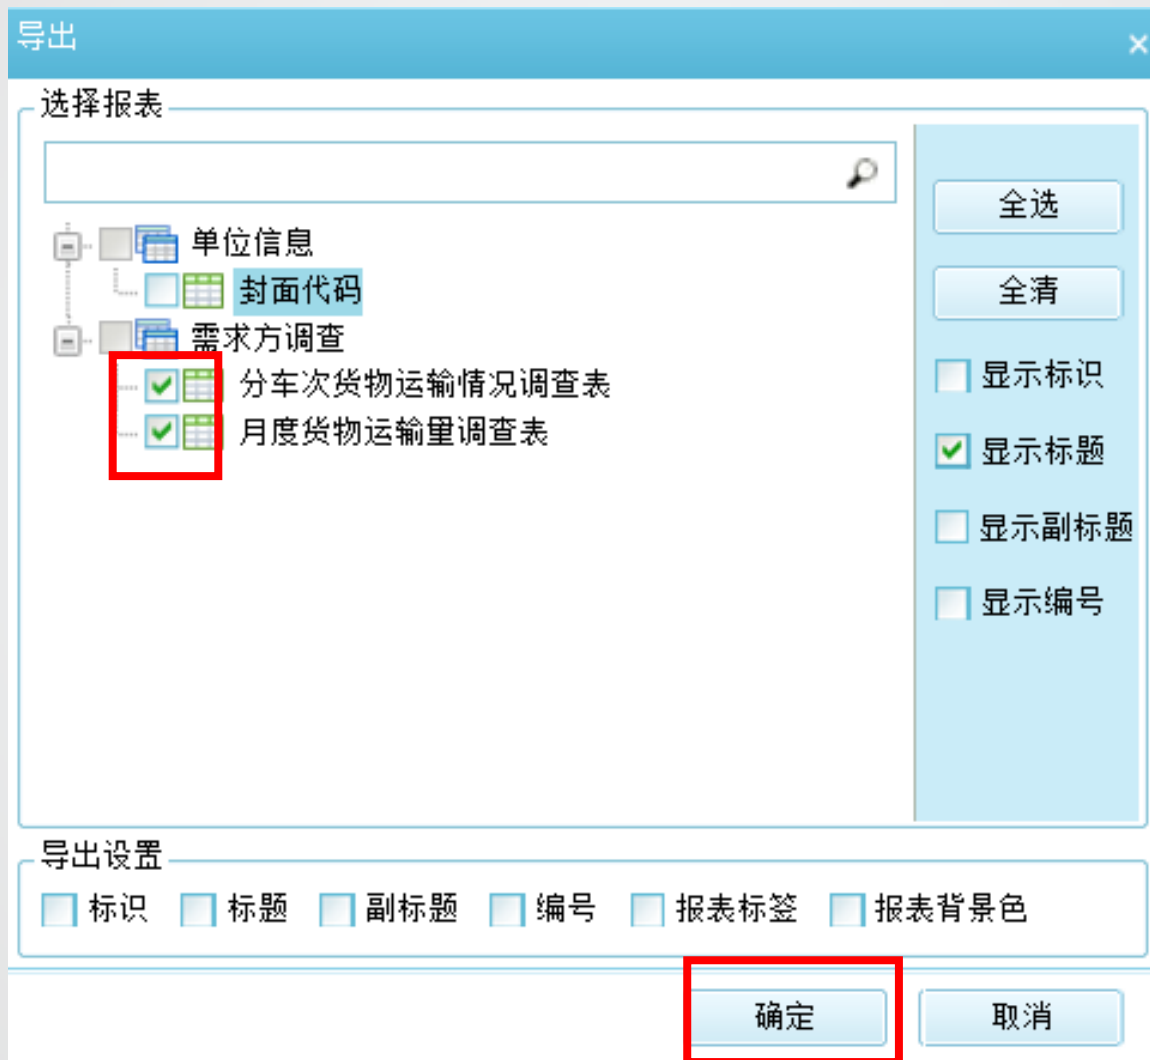 导出
选择报表
单位信息
封面代码
需求方调查
分车次货物运输情况调查表
月度货物运输量调查表
全选
全清
显示标识
显示标题
显示副标题
显示编号
导出设置
标识 标题 副标题 编号 报表标签 报表背景色
确定 取消